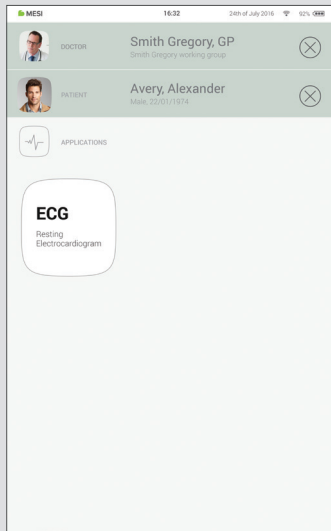 MESI 16:32 24th of July 2016 92%
DOCTOR
Smith Gregory, GP
Smith Gregory working group
PATIENT
Avery, Alexander
Male, 22/01/1974
APPLICATIONS
ECG
Resting
Electrocardiogram